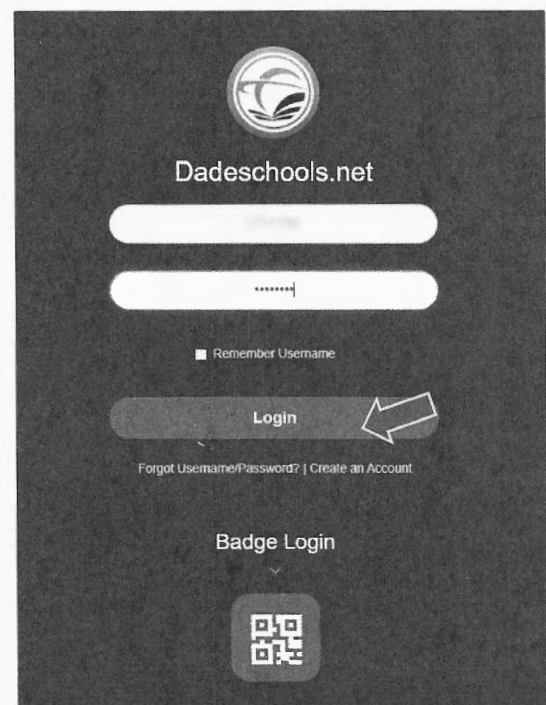 Dadeschools.net
••••••••
Remember Username
Login
Forgot Username/Password? | Create an Account
Badge Login